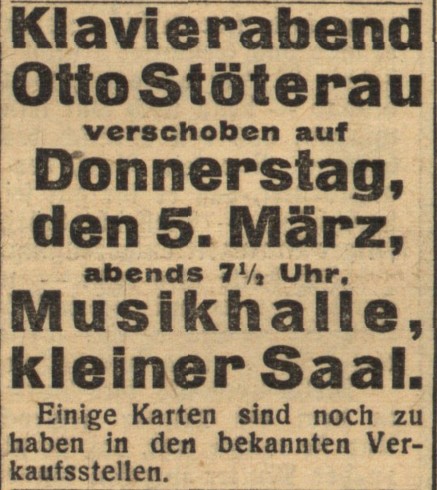 Klavierabend
Otto Stöterau
verschoben auf
Donnerstag,
den 5. März,
abends 7½ Uhr.
Musikhalle,
kleiner Saal.
Einige Karten sind noch zu
haben in den bekannten Ver-
kaufsstellen.